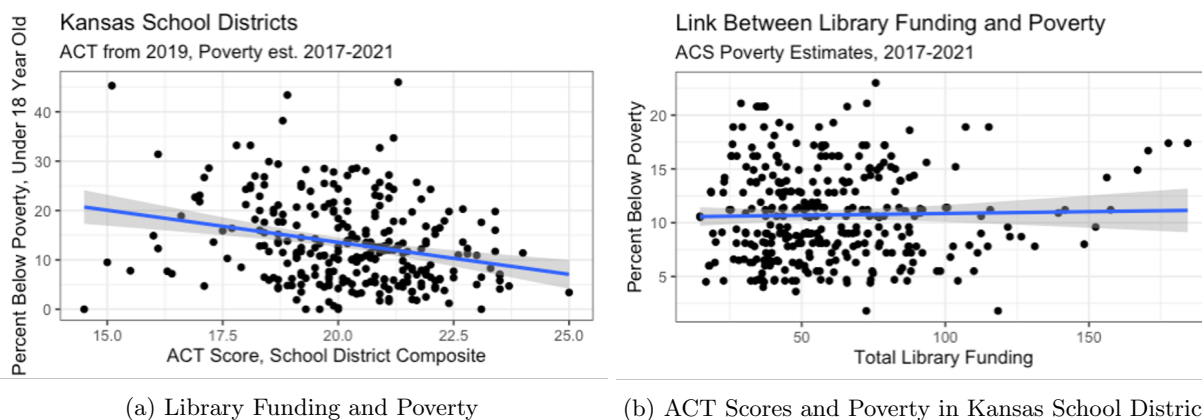 Kansas School Districts
ACT from 2019, Poverty est. 2017-2021
Percent Below Poverty, Under 18 Year Old
40
30
20
10
0
15.0 17.5 20.0 22.5 25.0
ACT Score, School District Composite
(a) Library Funding and Poverty
Link Between Library Funding and Poverty
ACS Poverty Estimates, 2017-2021
Percent Below Poverty
20
15
10
5
50 100 150
Total Library Funding
(b) ACT Scores and Poverty in Kansas School Distric